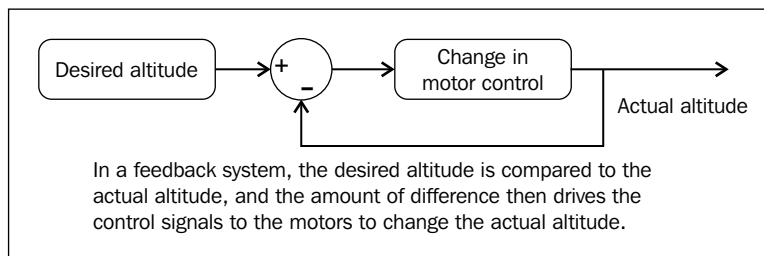 Desired altitude
+
-
Change in
motor control
Actual altitude
In a feedback system, the desired altitude is compared to the
actual altitude, and the amount of difference then drives the
control signals to the motors to change the actual altitude.